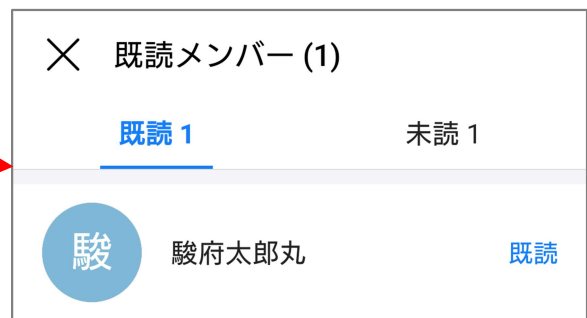 既読メンバー (1)
既読 1 未読 1
駿 駿府太郎丸 既読